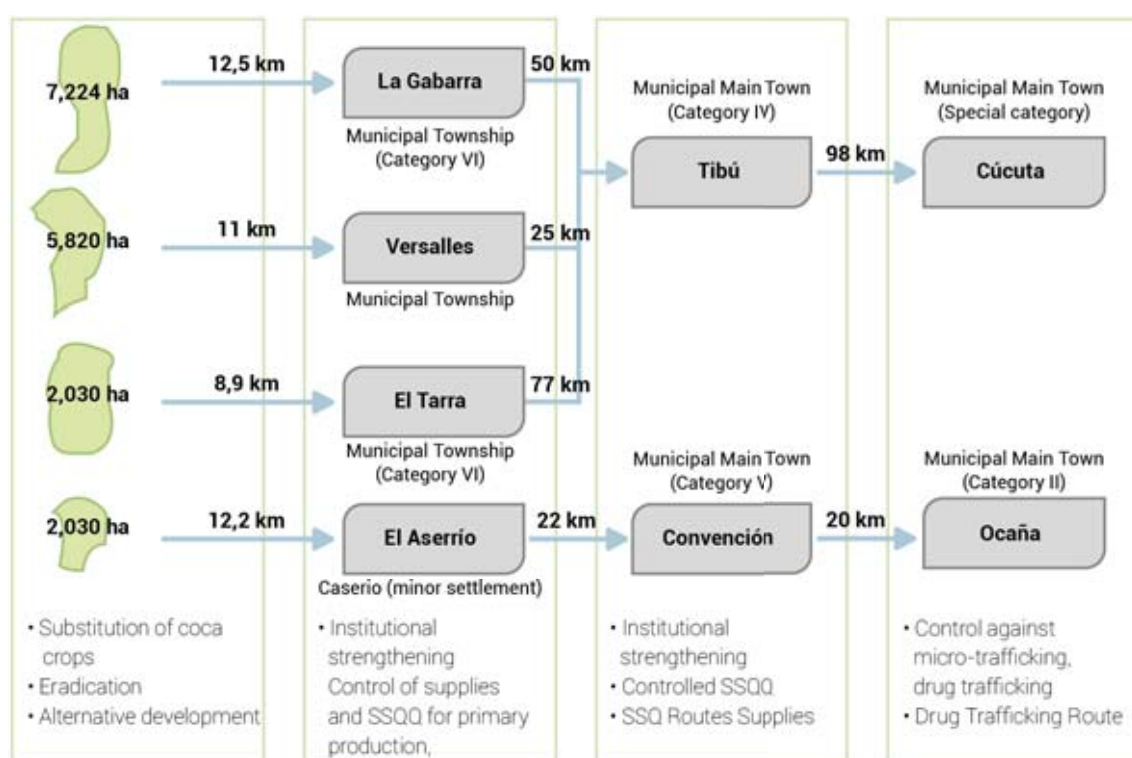 7,224 ha
12,5 km
La Gabarra
Municipal Township
(Category VI)
50 km
Municipal Main Town
(Category IV)
Tibú
98 km
Municipal Main Town
(Special category)
Cúcuta
5,820 ha
11 km
Versalles
Municipal Township
25 km
2,030 ha
8,9 km
El Tarra
Municipal Township
(Category VI)
77 km
2,030 ha
12,2 km
El Aserrío
Caserio (minor settlement)
22 km
Municipal Main Town
(Category V)
Convención
20 km
Municipal Main Town
(Category II)
Ocaña
• Substitution of coca
crops
• Eradication
• Alternative development
• Institutional
strengthening
Control of supplies
and SSQQ for primary
production,
• Institutional
strengthening
• Controlled SSQQ
• SSQ Routes Supplies
• Control against
micro-trafficking,
drug trafficking
• Drug Trafficking Route